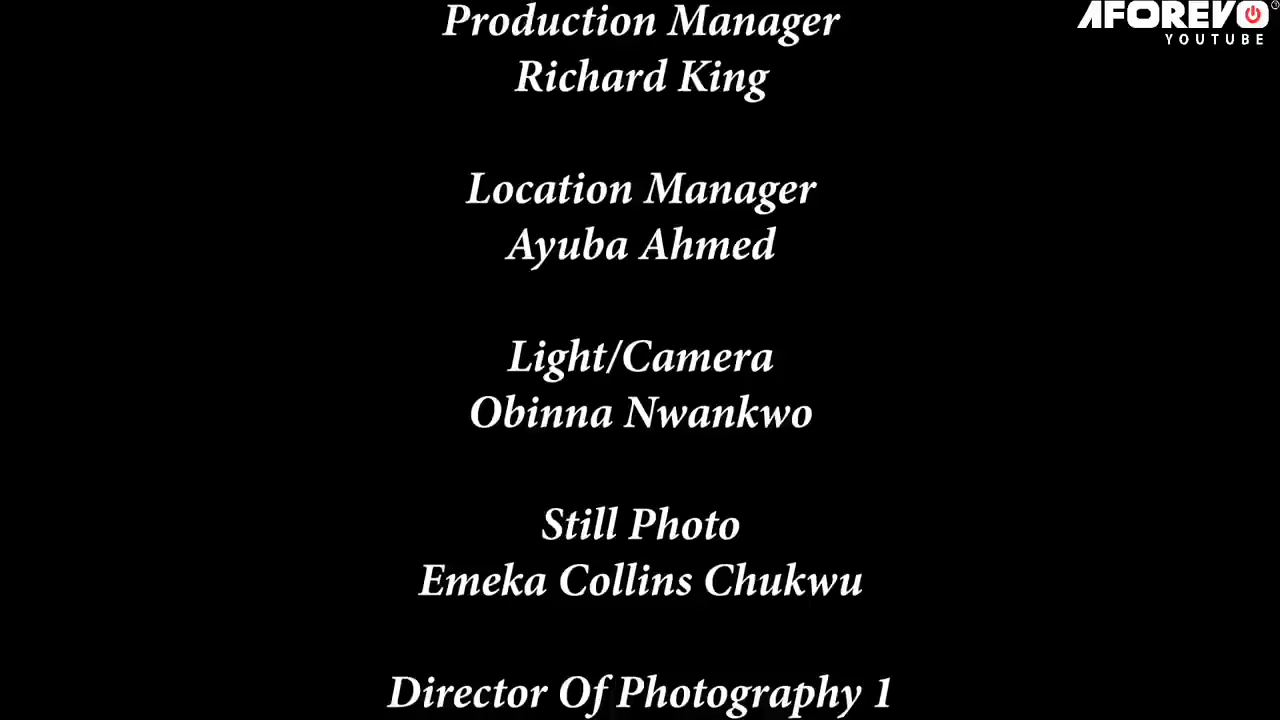 Production Manager
Richard King
AFOREVO
YOUTUBE
Location Manager
Ayuba Ahmed
Light/Camera
Obinna Nwankwo
Still Photo
Emeka Collins Chukwu
Director Of Photography 1